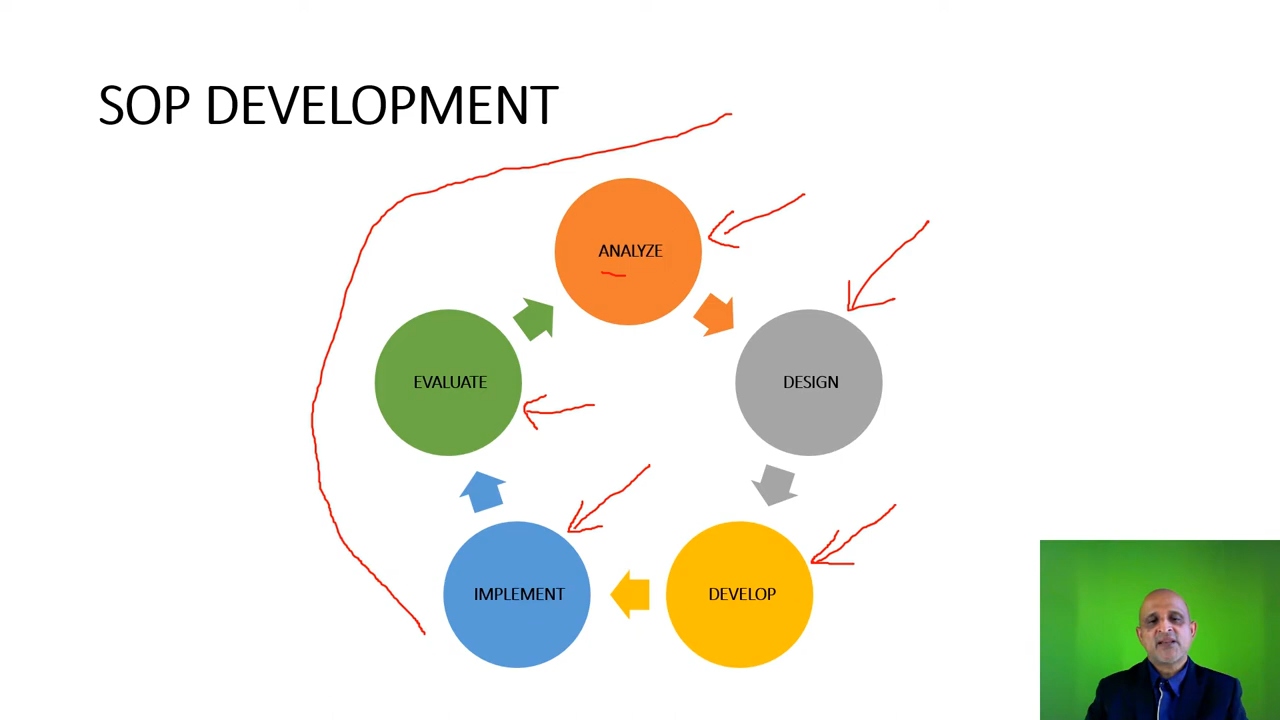 SOP DEVELOPMENT
ANALYZE
DESIGN
DEVELOP
IMPLEMENT
EVALUATE